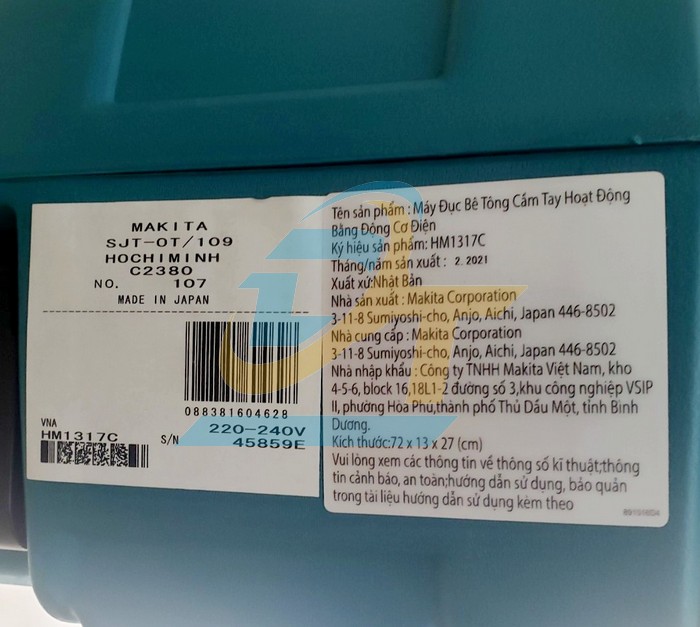 MAKITA
SJT-OT/109
HOCHIMINH
C2380
NO. 107
MADE IN JAPAN
088381604628
VNA
HM1317C
S/N
220-240V
45859E
Tên sản phẩm : Máy Đục Bê Tông Cầm Tay Hoạt Động
Bằng Động Cơ Điện
Ký hiệu sản phẩm: HM1317C
Tháng/năm sản xuất : 2.2021
Xuất xứ:Nhật Bản
Nhà sản xuất : Makita Corporation
3-11-8 Sumiyoshi-cho, Anjo, Aichi, Japan 446-8502
Nhà cung cấp : Makita Corporation
3-11-8 Sumiyoshi-cho, Anjo, Aichi, Japan 446-8502
Nhà nhập khẩu : Công ty TNHH Makita Việt Nam, kho
4-5-6, block 16,18L1-2 đường số 3,khu công nghiệp VSIP
II, phường Hòa Phú,thành phố Thủ Dầu Một, tỉnh Bình
Dương.
Kích thước:72 x 13 x 27 (cm)
Vui lòng xem các thông tin về thông số kĩ thuật;thông
tin cảnh báo, an toàn;hướng dẫn sử dụng, bảo quản
trong tài liệu hướng dẫn sử dụng kèm theo